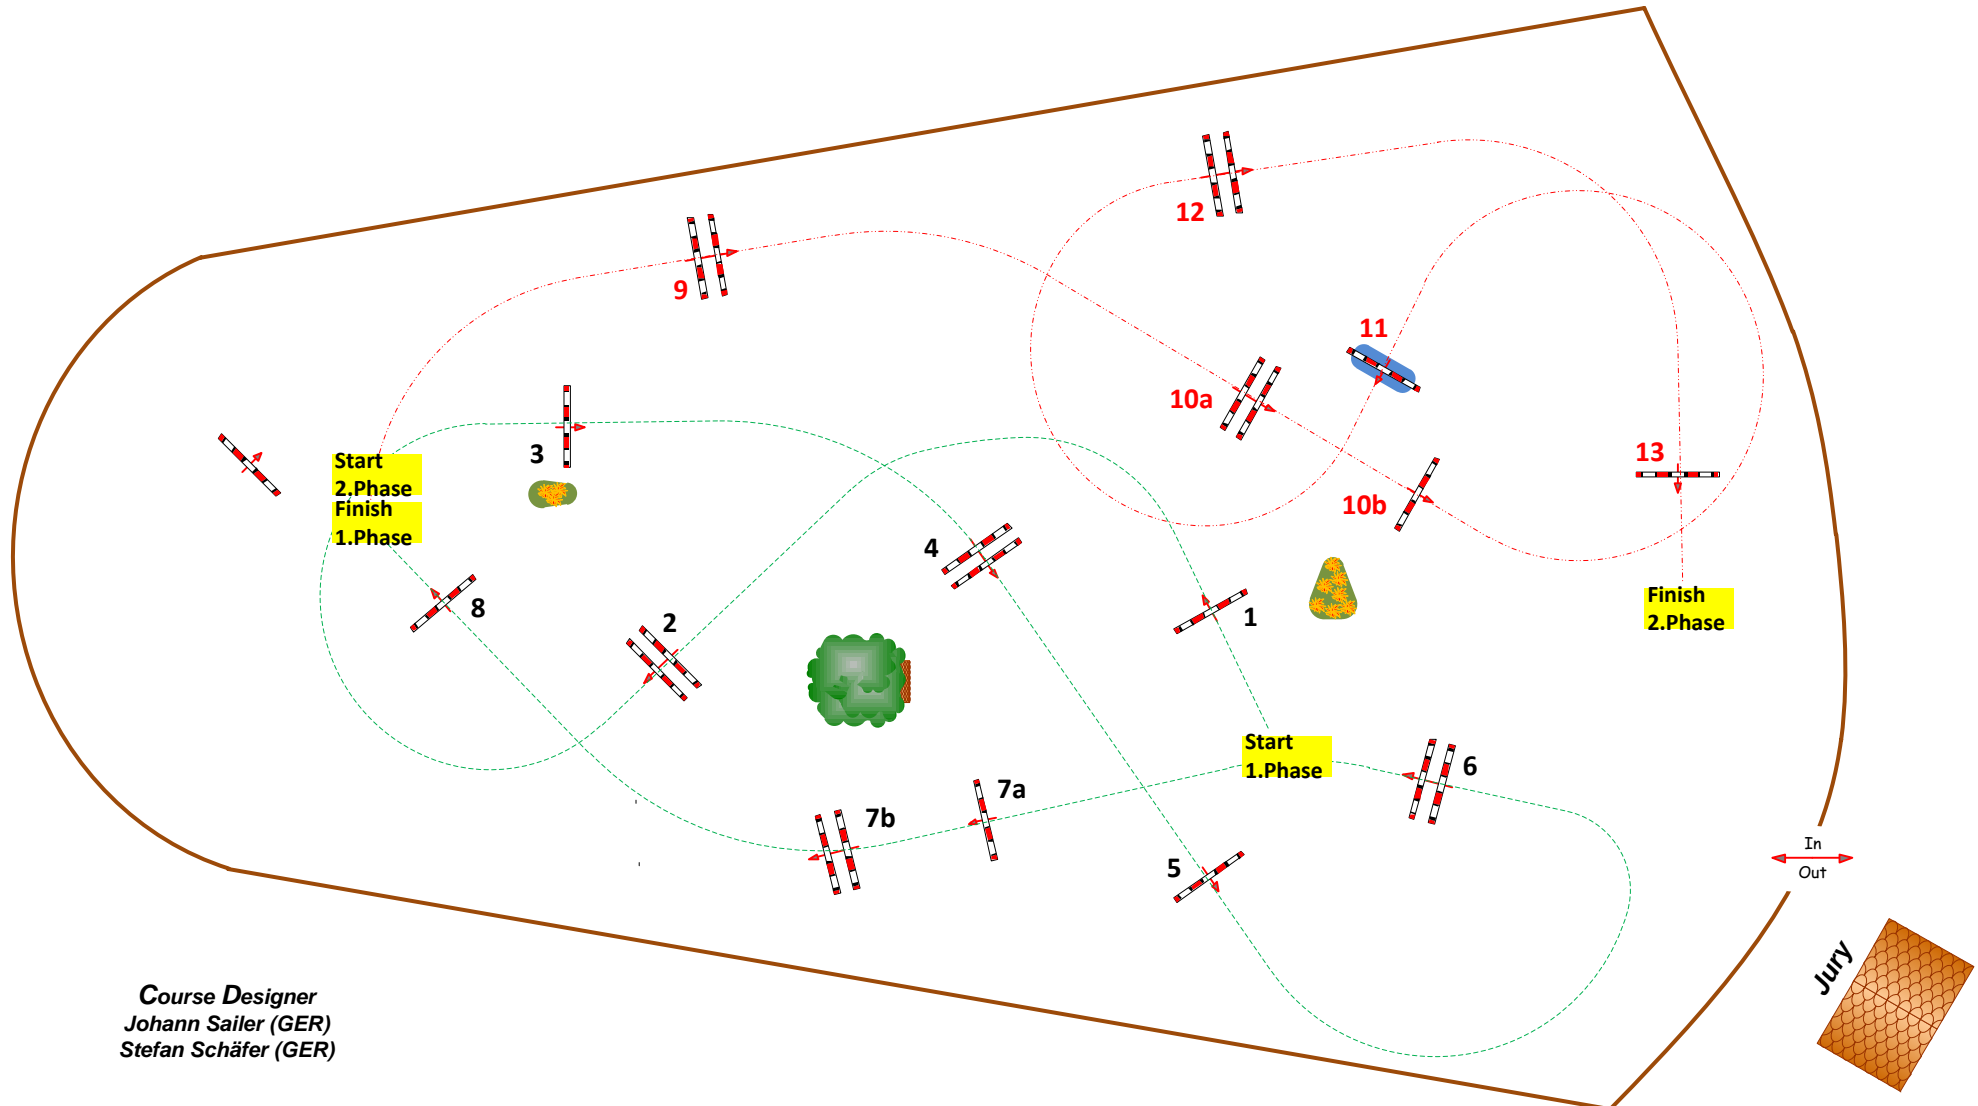 12
9
11
10a
3
13
Start
2.Phase
10b
Finish
1.Phase
4
8
2
1
Finish
2.Phase
Start
1.Phase
6
7a
7b
5
In
Out
Jury
Course Designer
Johann Sailer (GER)
Stefan Schäfer (GER)